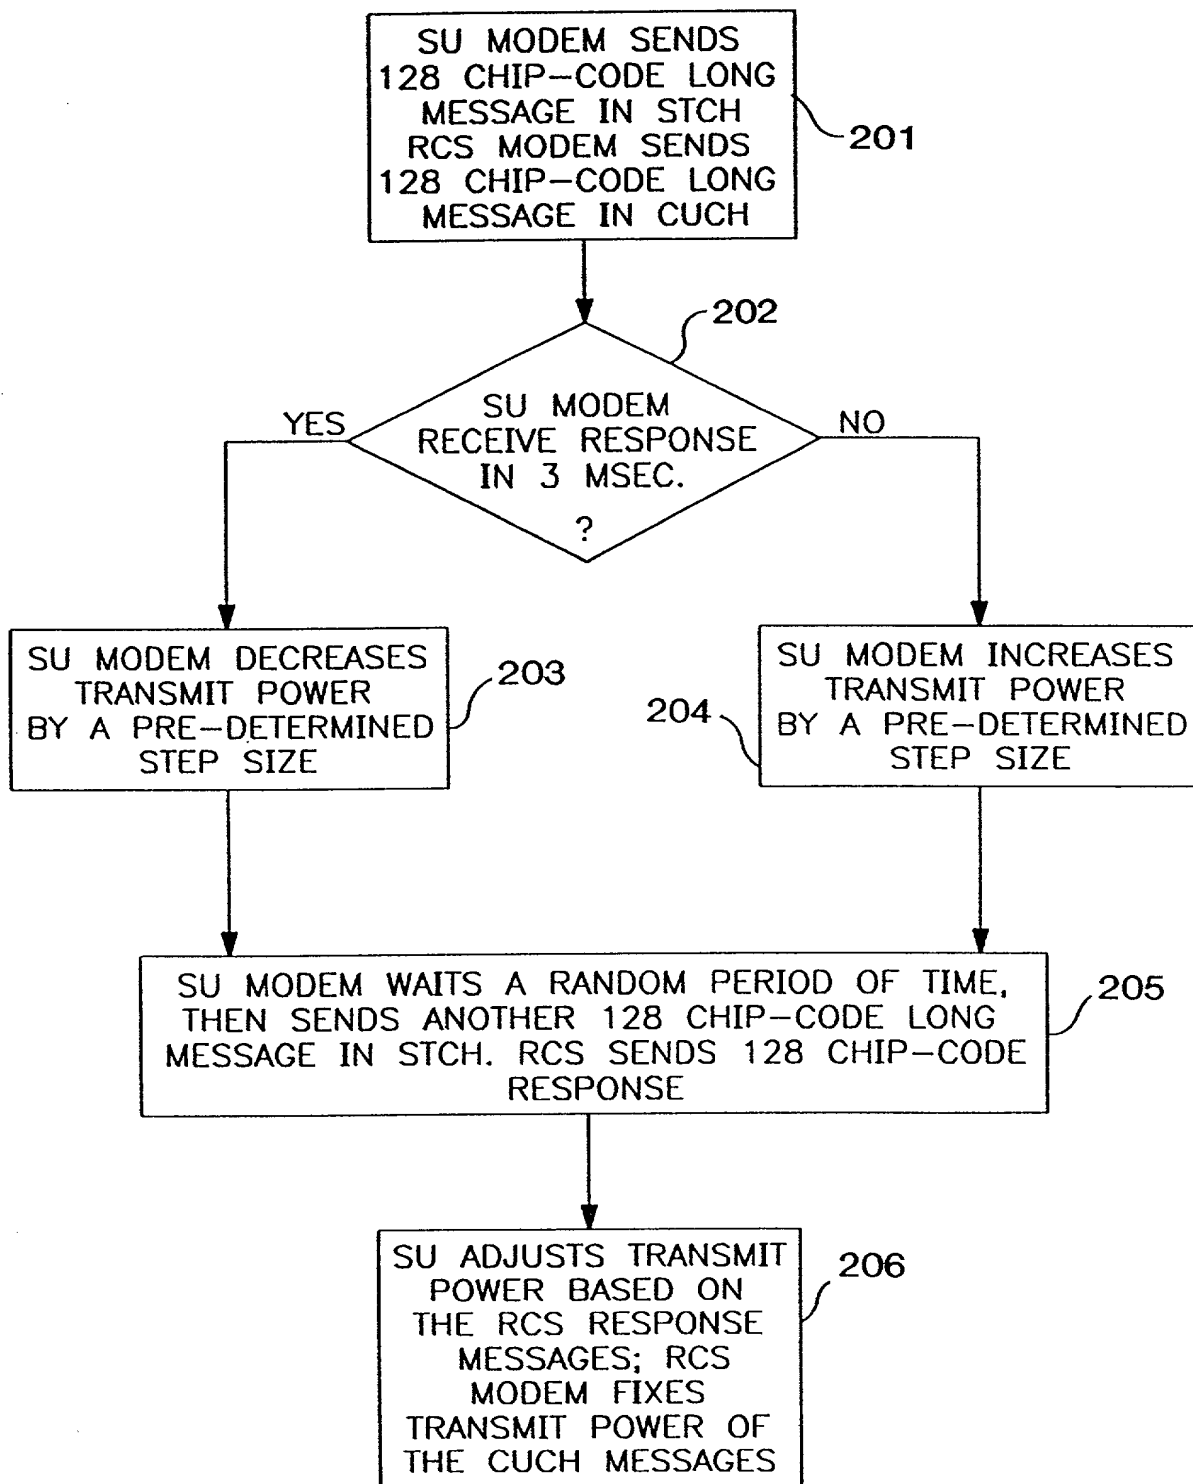 SU MODEM SENDS
128 CHIP-CODE LONG
MESSAGE IN STCH
RCS MODEM SENDS
128 CHIP-CODE LONG
MESSAGE IN CUCH
201
202
SU MODEM
RECEIVE RESPONSE
IN 3 MSEC.
?
YES
NO
SU MODEM DECREASES
TRANSMIT POWER
BY A PRE-DETERMINED
STEP SIZE
203
SU MODEM INCREASES
TRANSMIT POWER
BY A PRE-DETERMINED
STEP SIZE
204
SU MODEM WAITS A RANDOM PERIOD OF TIME,
THEN SENDS ANOTHER 128 CHIP-CODE LONG
MESSAGE IN STCH. RCS SENDS 128 CHIP-CODE
RESPONSE
205
SU ADJUSTS TRANSMIT
POWER BASED ON
THE RCS RESPONSE
MESSAGES; RCS
MODEM FIXES
TRANSMIT POWER OF
THE CUCH MESSAGES
206